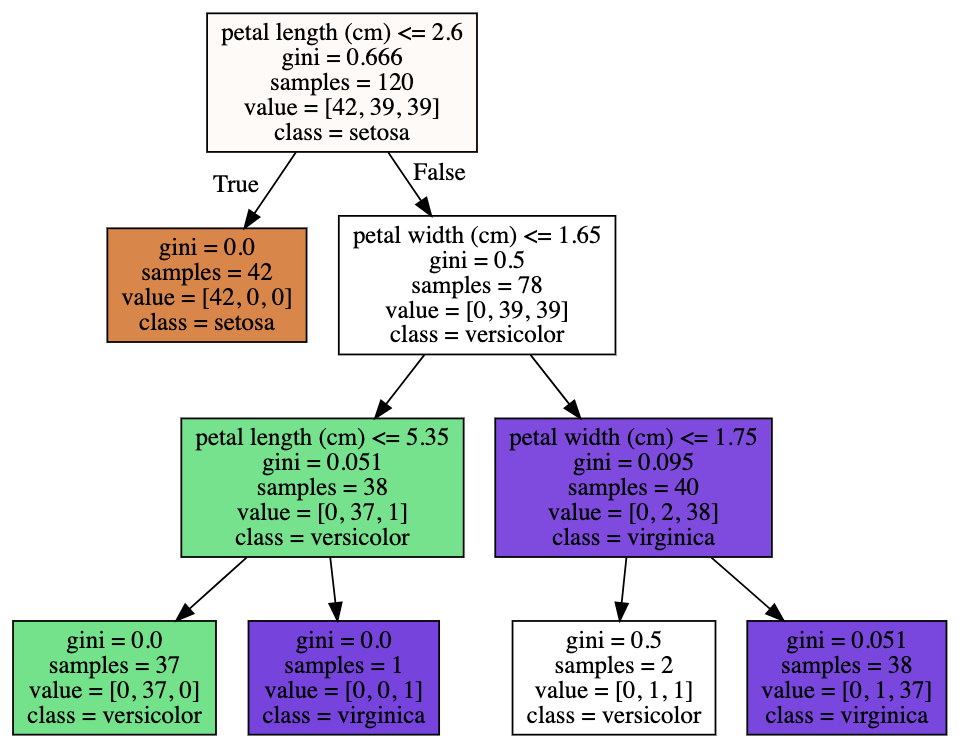 petal length (cm) <= 2.6
gini = 0.666
samples = 120
value = [42, 39, 39]
class = setosa
True
False
gini = 0.0
samples = 42
value = [42, 0, 0]
class = setosa
petal width (cm) <= 1.65
gini = 0.5
samples = 78
value = [0, 39, 39]
class = versicolor
petal length (cm) <= 5.35
gini = 0.051
samples = 38
value = [0, 37, 1]
class = versicolor
petal width (cm) <= 1.75
gini = 0.095
samples = 40
value = [0, 2, 38]
class = virginica
gini = 0.0
samples = 37
value = [0, 37, 0]
class = versicolor
gini = 0.0
samples = 1
value = [0, 0, 1]
class = virginica
gini = 0.5
samples = 2
value = [0, 1, 1]
class = versicolor
gini = 0.051
samples = 38
value = [0, 1, 37]
class = virginica